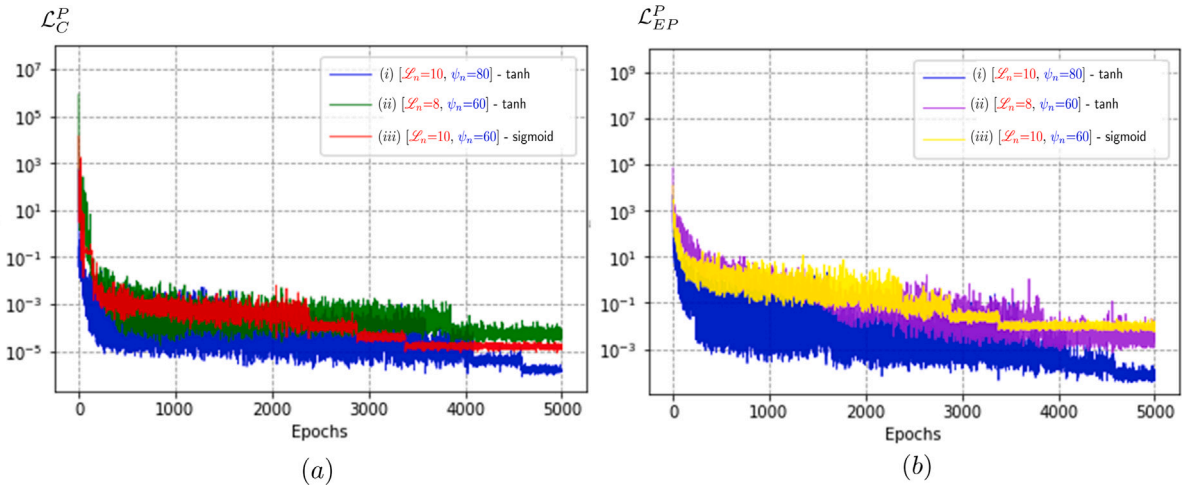 ℒ_C^P
10^7
10^5
10^3
10^1
10^-1
10^-3
10^-5
(i) [ℒ_n=10, ψ_n=80] - tanh
(ii) [ℒ_n=8, ψ_n=60] - tanh
(iii) [ℒ_n=10, ψ_n=60] - sigmoid
0 1000 2000 3000 4000 5000
Epochs
(a)
ℒ_EP^P
10^9
10^7
10^5
10^3
10^1
10^-1
10^-3
(i) [ℒ_n=10, ψ_n=80] - tanh
(ii) [ℒ_n=8, ψ_n=60] - tanh
(iii) [ℒ_n=10, ψ_n=60] - sigmoid
0 1000 2000 3000 4000 5000
Epochs
(b)